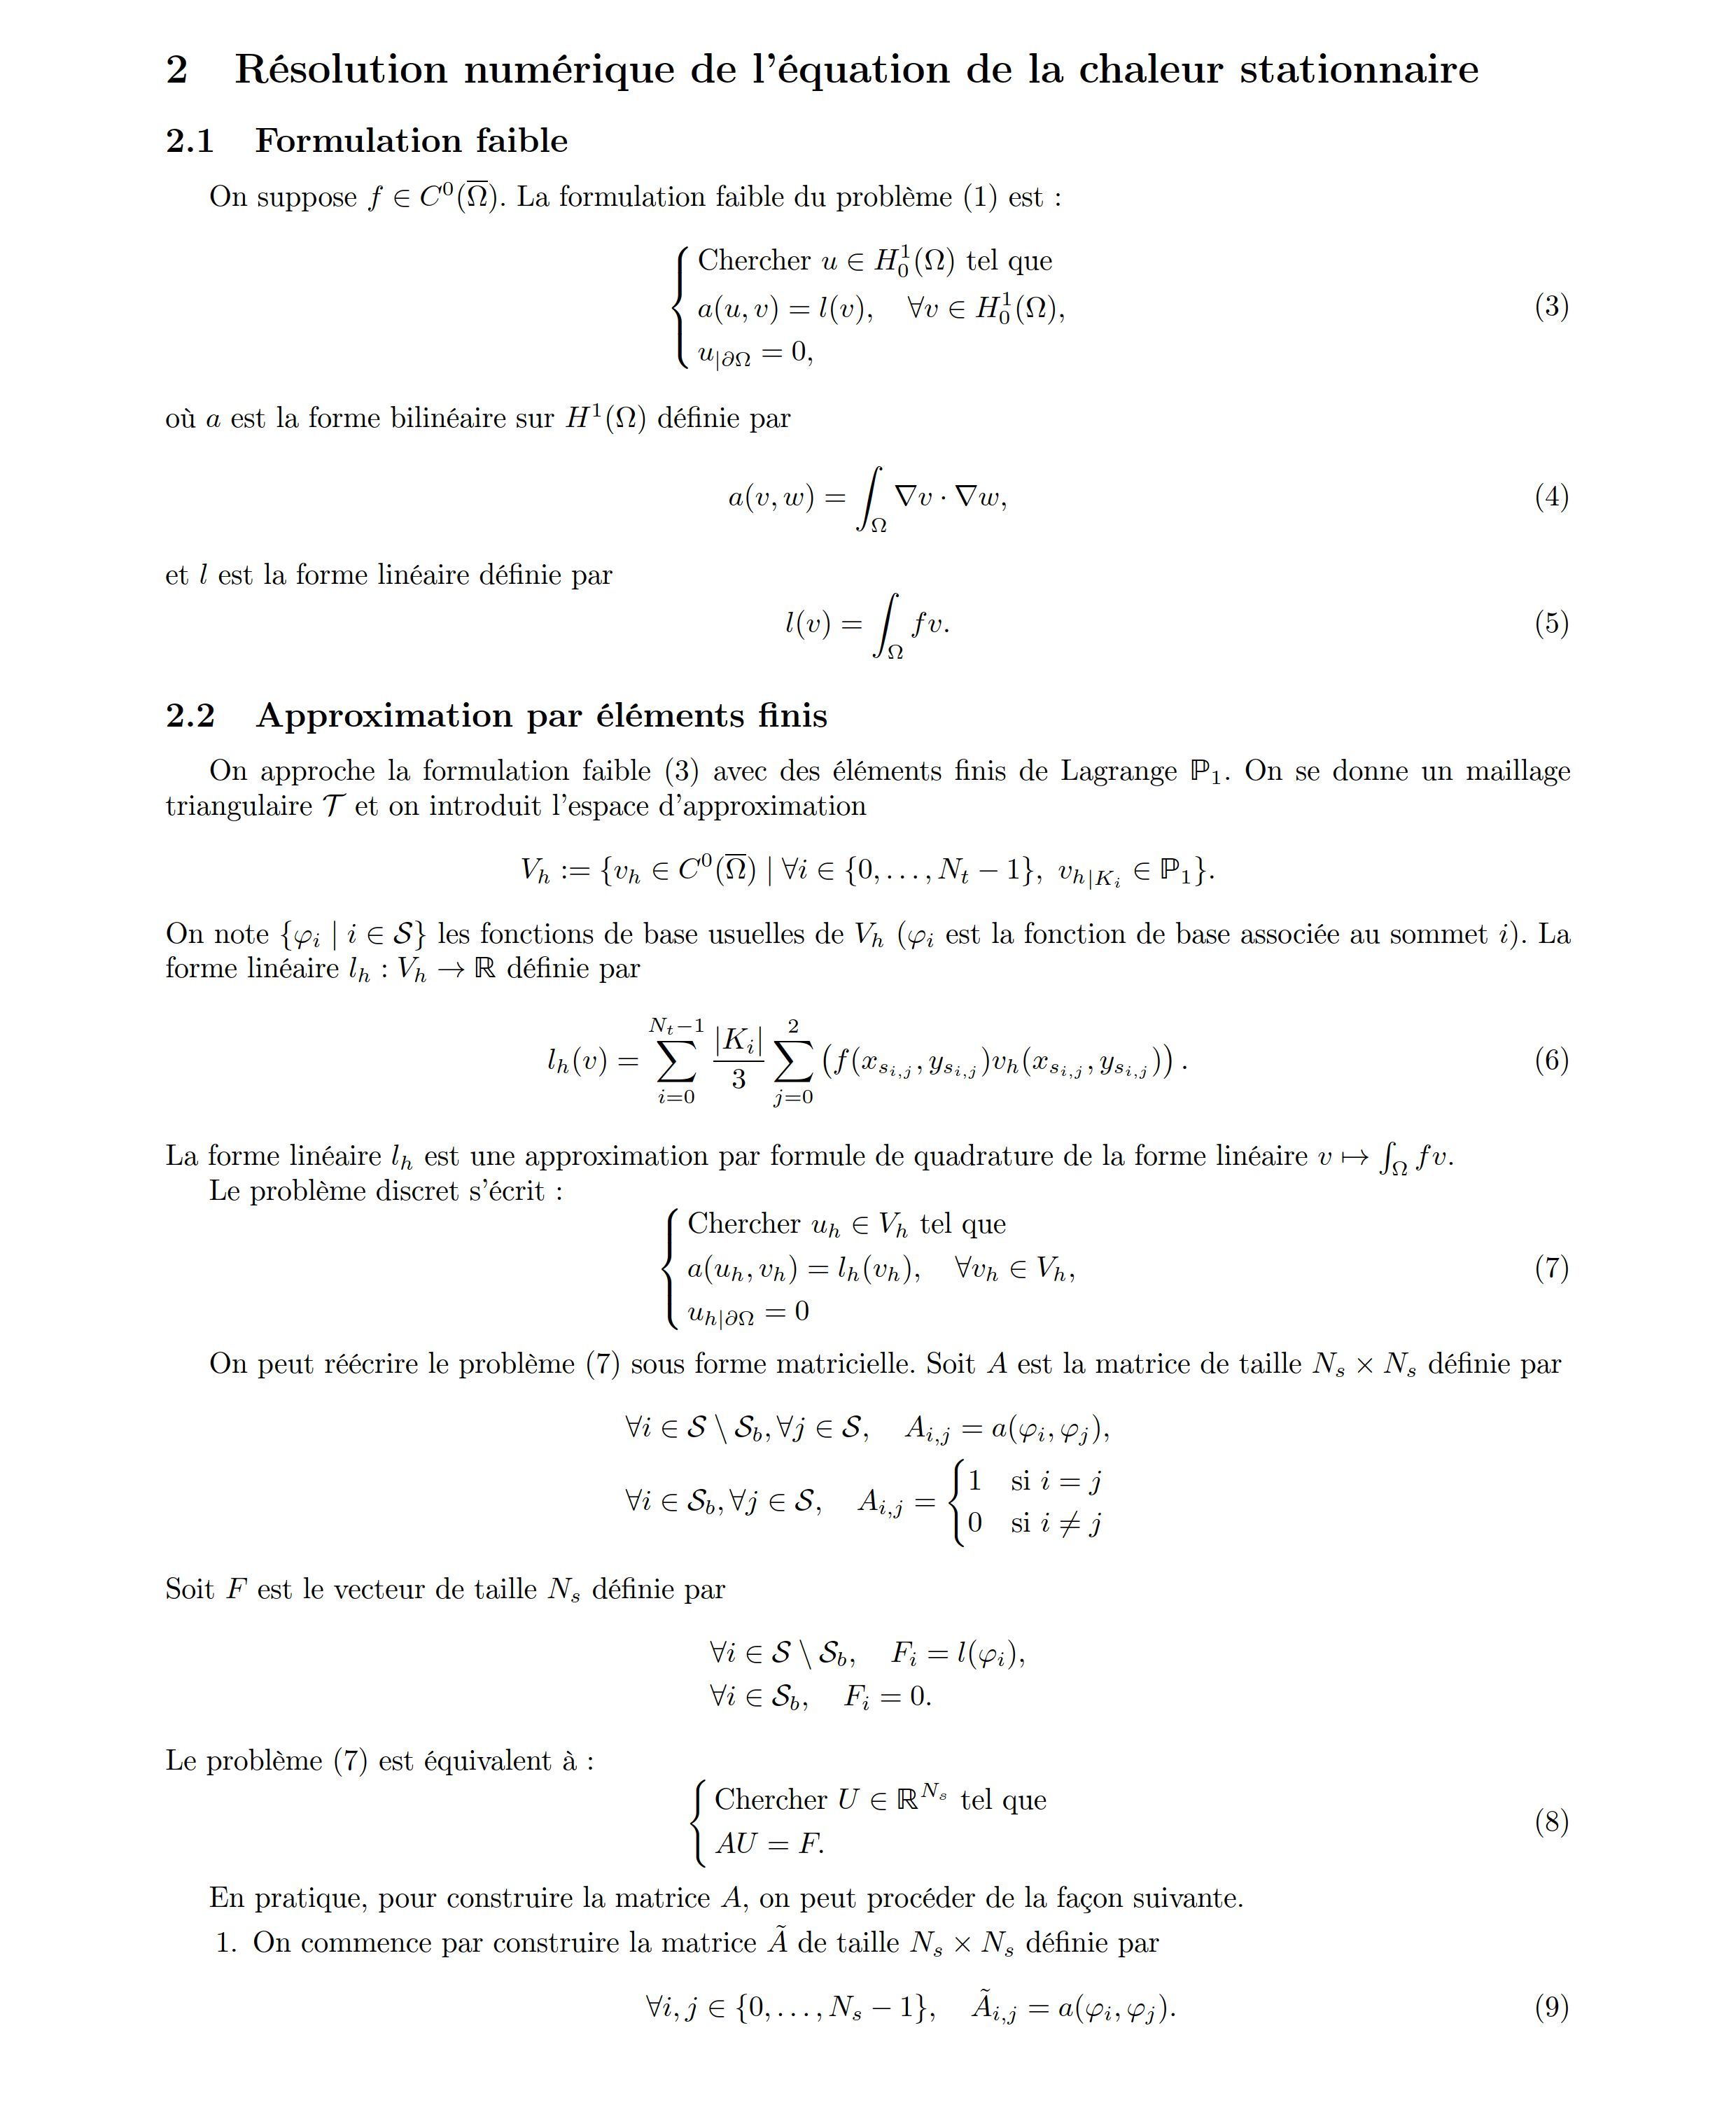 2 Résolution numérique de l'équation de la chaleur stationnaire
2.1 Formulation faible
On suppose $f \in C^0(\overline{\Omega})$. La formulation faible du problème (1) est :
$$\begin{cases} \text{Chercher } u \in H_0^1(\Omega) \text{ tel que} \\ a(u, v) = l(v), \quad \forall v \in H_0^1(\Omega), \\ u_{|\partial\Omega} = 0, \end{cases} \quad (3)$$
où $a$ est la forme bilinéaire sur $H^1(\Omega)$ définie par
$$a(v, w) = \int_\Omega \nabla v \cdot \nabla w, \quad (4)$$
et $l$ est la forme linéaire définie par
$$l(v) = \int_\Omega fv. \quad (5)$$
2.2 Approximation par éléments finis
On approche la formulation faible (3) avec des éléments finis de Lagrange $\mathbb{P}_1$. On se donne un maillage
triangulaire $\mathcal{T}$ et on introduit l'espace d'approximation
$$V_h := \{v_h \in C^0(\overline{\Omega}) \mid \forall i \in \{0, \ldots, N_t - 1\}, \ v_{h|K_i} \in \mathbb{P}_1\}.$$
On note $\{\varphi_i \mid i \in \mathcal{S}\}$ les fonctions de base usuelles de $V_h$ ($\varphi_i$ est la fonction de base associée au sommet $i$). La
forme linéaire $l_h : V_h \to \mathbb{R}$ définie par
$$l_h(v) = \sum_{i=0}^{N_t-1} \frac{|K_i|}{3} \sum_{j=0}^{2} \left(f(x_{s_{i,j}}, y_{s_{i,j}})v_h(x_{s_{i,j}}, y_{s_{i,j}})\right). \quad (6)$$
La forme linéaire $l_h$ est une approximation par formule de quadrature de la forme linéaire $v \mapsto \int_\Omega fv$.
Le problème discret s'écrit :
$$\begin{cases} \text{Chercher } u_h \in V_h \text{ tel que} \\ a(u_h, v_h) = l_h(v_h), \quad \forall v_h \in V_h, \\ u_{h|\partial\Omega} = 0 \end{cases} \quad (7)$$
On peut réécrire le problème (7) sous forme matricielle. Soit $A$ est la matrice de taille $N_s \times N_s$ définie par
$$\forall i \in \mathcal{S} \setminus \mathcal{S}_b, \forall j \in \mathcal{S}, \quad A_{i,j} = a(\varphi_i, \varphi_j),$$
$$\forall i \in \mathcal{S}_b, \forall j \in \mathcal{S}, \quad A_{i,j} = \begin{cases} 1 & \text{si } i = j \\ 0 & \text{si } i \neq j \end{cases}$$
Soit $F$ est le vecteur de taille $N_s$ définie par
$$\forall i \in \mathcal{S} \setminus \mathcal{S}_b, \quad F_i = l(\varphi_i),$$
$$\forall i \in \mathcal{S}_b, \quad F_i = 0.$$
Le problème (7) est équivalent à :
$$\begin{cases} \text{Chercher } U \in \mathbb{R}^{N_s} \text{ tel que} \\ AU = F. \end{cases} \quad (8)$$
En pratique, pour construire la matrice $A$, on peut procéder de la façon suivante.
1. On commence par construire la matrice $\tilde{A}$ de taille $N_s \times N_s$ définie par
$$\forall i, j \in \{0, \ldots, N_s - 1\}, \quad \tilde{A}_{i,j} = a(\varphi_i, \varphi_j). \quad (9)$$